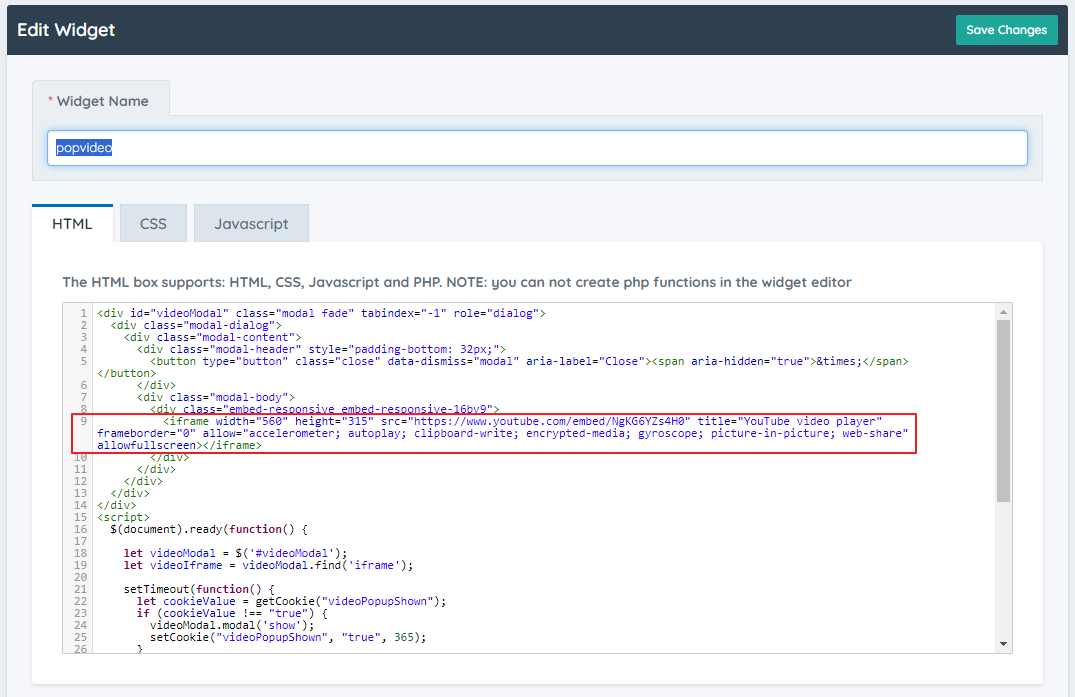 Edit Widget
Save Changes
* Widget Name
popvideo
HTML
CSS
Javascript
The HTML box supports: HTML, CSS, Javascript and PHP. NOTE: you can not create php functions in the widget editor
1 <div id="videoModal" class="modal fade" tabindex="-1" role="dialog">
2 <div class="modal-dialog">
3 <div class="modal-content">
4 <div class="modal-header" style="padding-bottom: 32px;">
5 <button type="button" class="close" data-dismiss="modal" aria-label="Close"><span aria-hidden="true">&times;</span>
</button>
6 </div>
7 <div class="modal-body">
8 <div class="embed-responsive embed-responsive-16by9">
9 <iframe width="560" height="315" src="https://www.youtube.com/embed/NgKG6YZs4H0" title="YouTube video player"
frameborder="0" allow="accelerometer; autoplay; clipboard-write; encrypted-media; gyroscope; picture-in-picture; web-share"
allowfullscreen></iframe>
10 </div>
11 </div>
12 </div>
13 </div>
14 </div>
15 <script>
16 $(document).ready(function() {
17
18 let videoModal = $('#videoModal');
19 let videoIframe = videoModal.find('iframe');
20
21 setTimeout(function() {
22 let cookieValue = getCookie("videoPopupShown");
23 if (cookieValue !== "true") {
24 videoModal.modal('show');
25 setCookie("videoPopupShown", "true", 365);
26 }